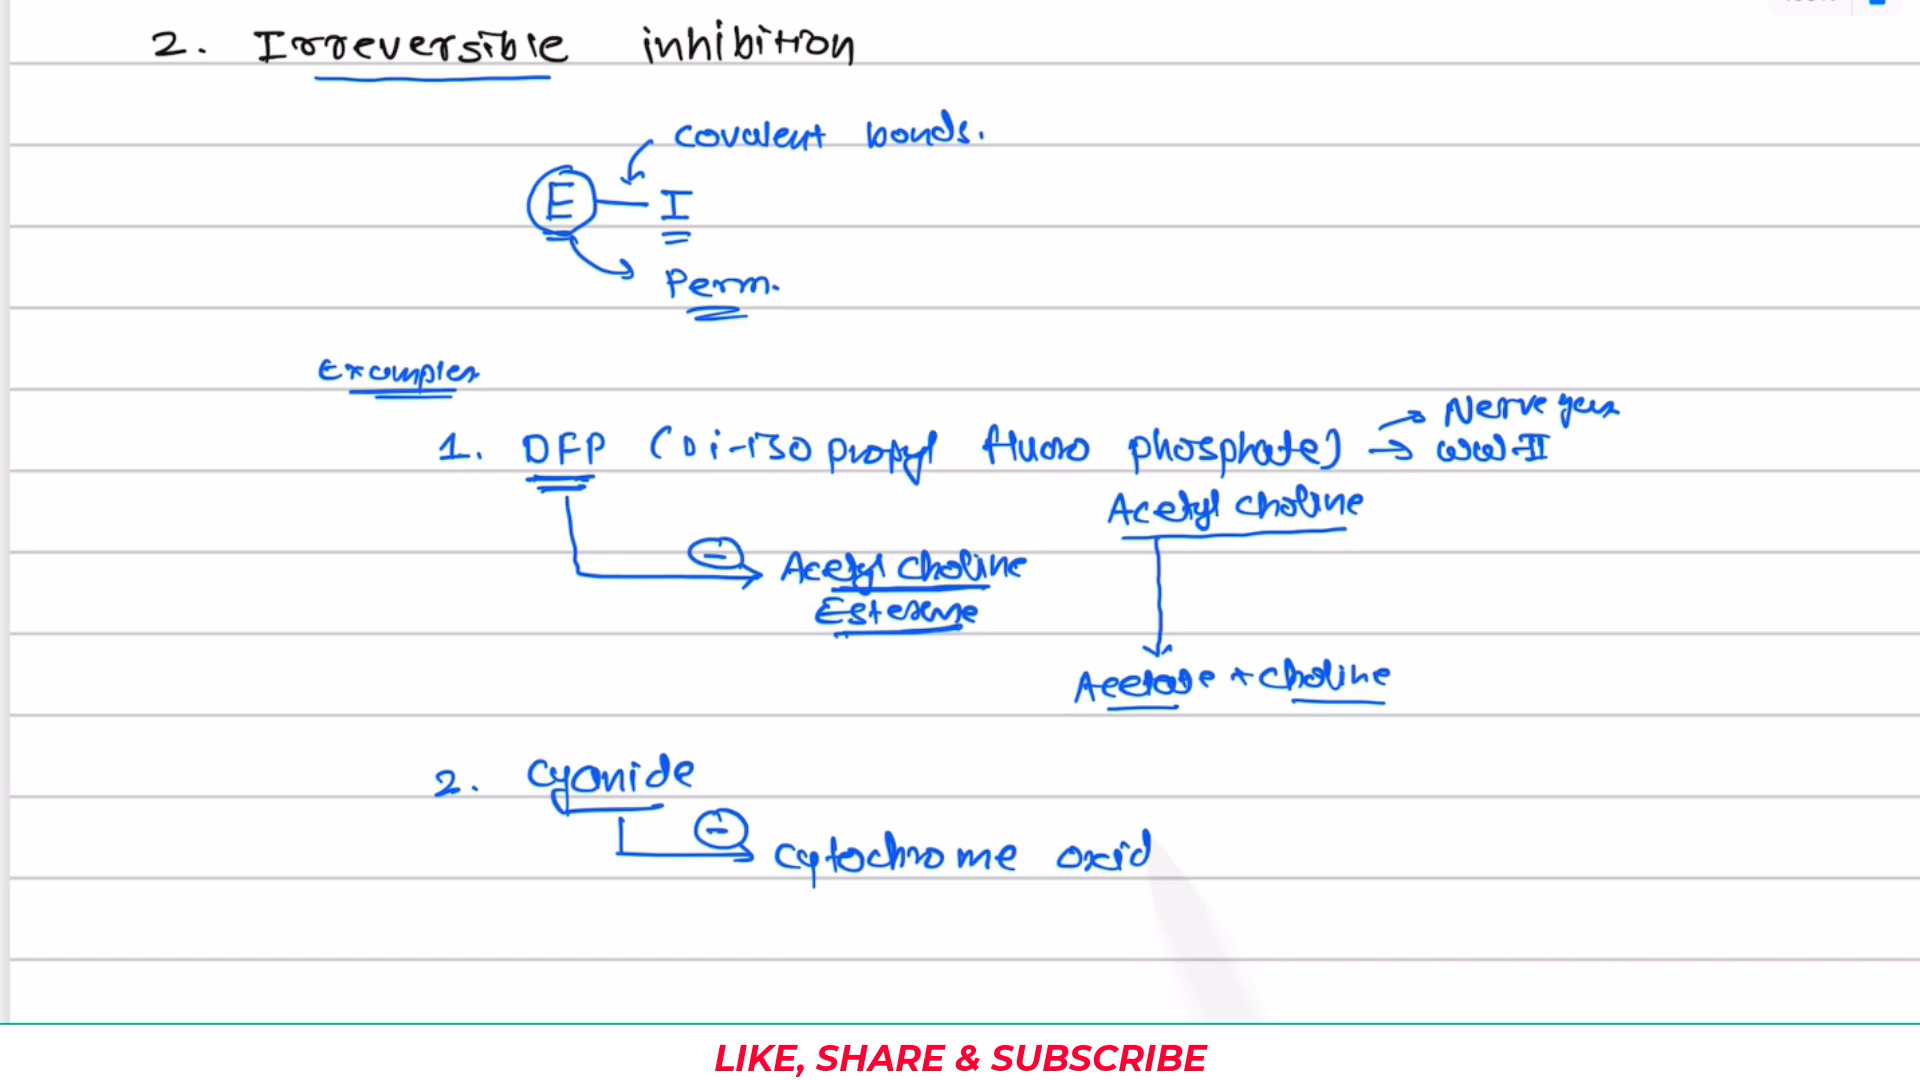 2. Irreversible inhibition
covalent bonds.
E — I
Perm.
Examples
1. DFP (Di-iso propyl fluoro phosphate) → Nerve gas
→ WW-II
Acetyl choline
⊖ Acetyl choline
Esterase
Acetate + choline
2. Cyanide
⊖ cytochrome oxid
LIKE, SHARE & SUBSCRIBE